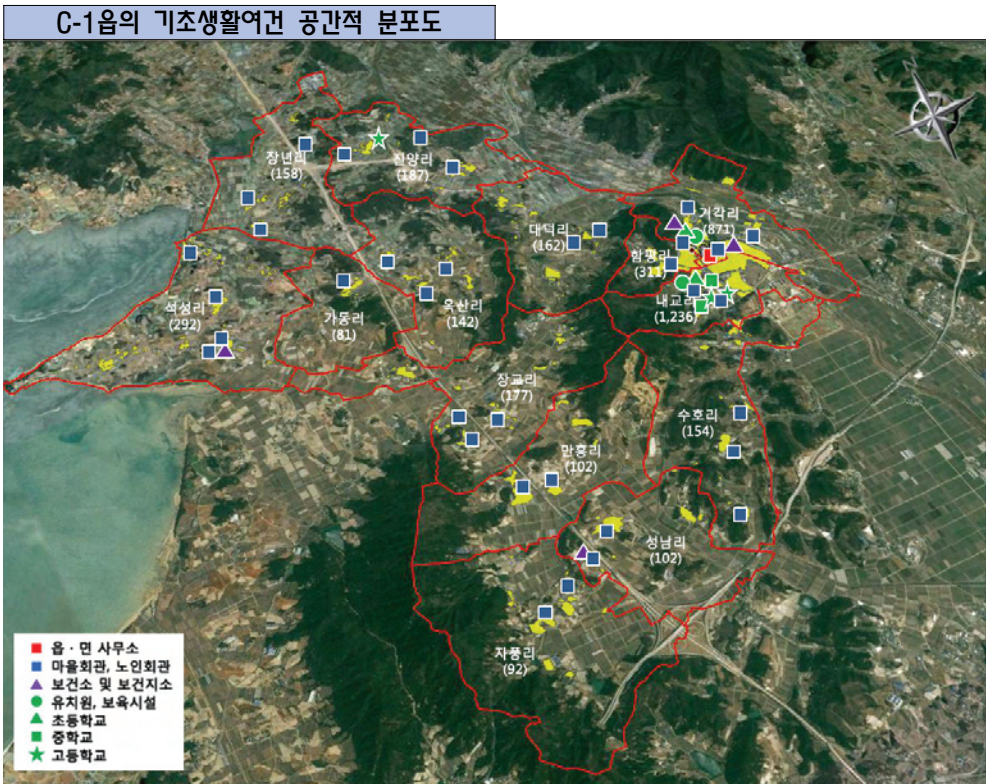 C-1읍의 기초생활여건 공간적 분포도
장년리
(158)
진양리
(187)
대덕리
(162)
기각리
(871)
함평리
(311)
내교리
(1,236)
석성리
(292)
가동리
(81)
옥산리
(142)
장교리
(177)
수호리
(154)
만흥리
(102)
성남리
(102)
자풍리
(92)
읍·면 사무소
마을회관, 노인회관
보건소 및 보건지소
유치원, 보육시설
초등학교
중학교
고등학교